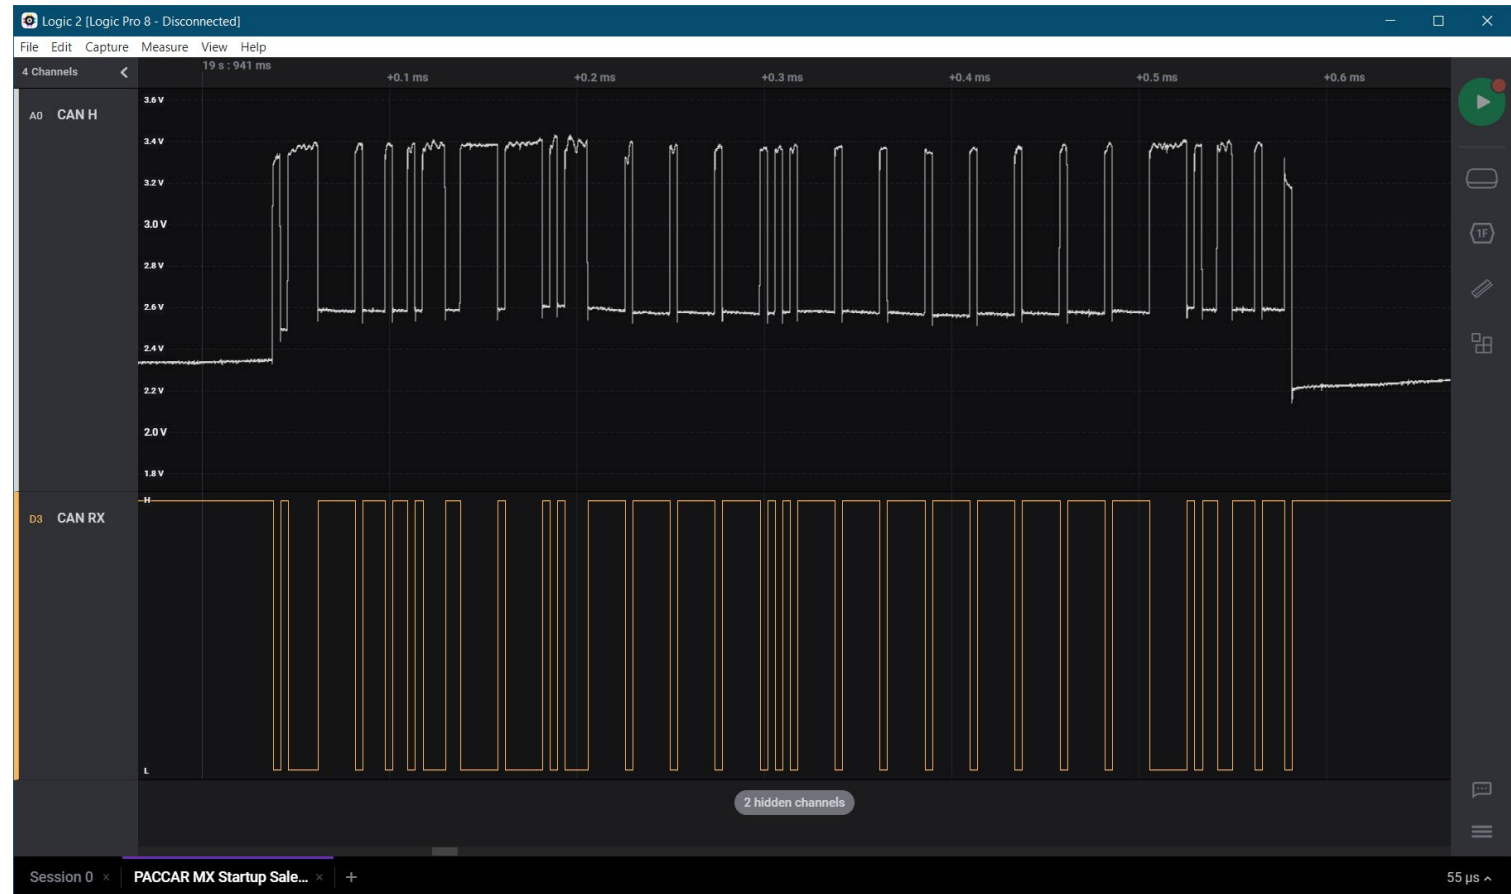 Logic 2 [Logic Pro 8 - Disconnected]
File Edit Capture Measure View Help
4 Channels
19 s : 941 ms
+0.1 ms
+0.2 ms
+0.3 ms
+0.4 ms
+0.5 ms
+0.6 ms
A0 CAN H
3.6 V
3.4 V
3.2 V
3.0 V
2.8 V
2.6 V
2.4 V
2.2 V
2.0 V
1.8 V
1F
D3 CAN RX
H
L
2 hidden channels
Session 0 ×
PACCAR MX Startup Sale... ×
+
55 µs